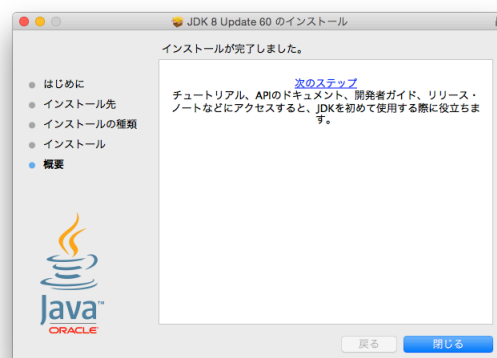 JDK 8 Update 60 のインストール
インストールが完了しました。
はじめに
インストール先
インストールの種類
インストール
概要
次のステップ
チュートリアル、APIのドキュメント、開発者ガイド、リリース・
ノートなどにアクセスすると、JDKを初めて使用する際に役立ちま
す。
Java™
ORACLE
戻る
閉じる